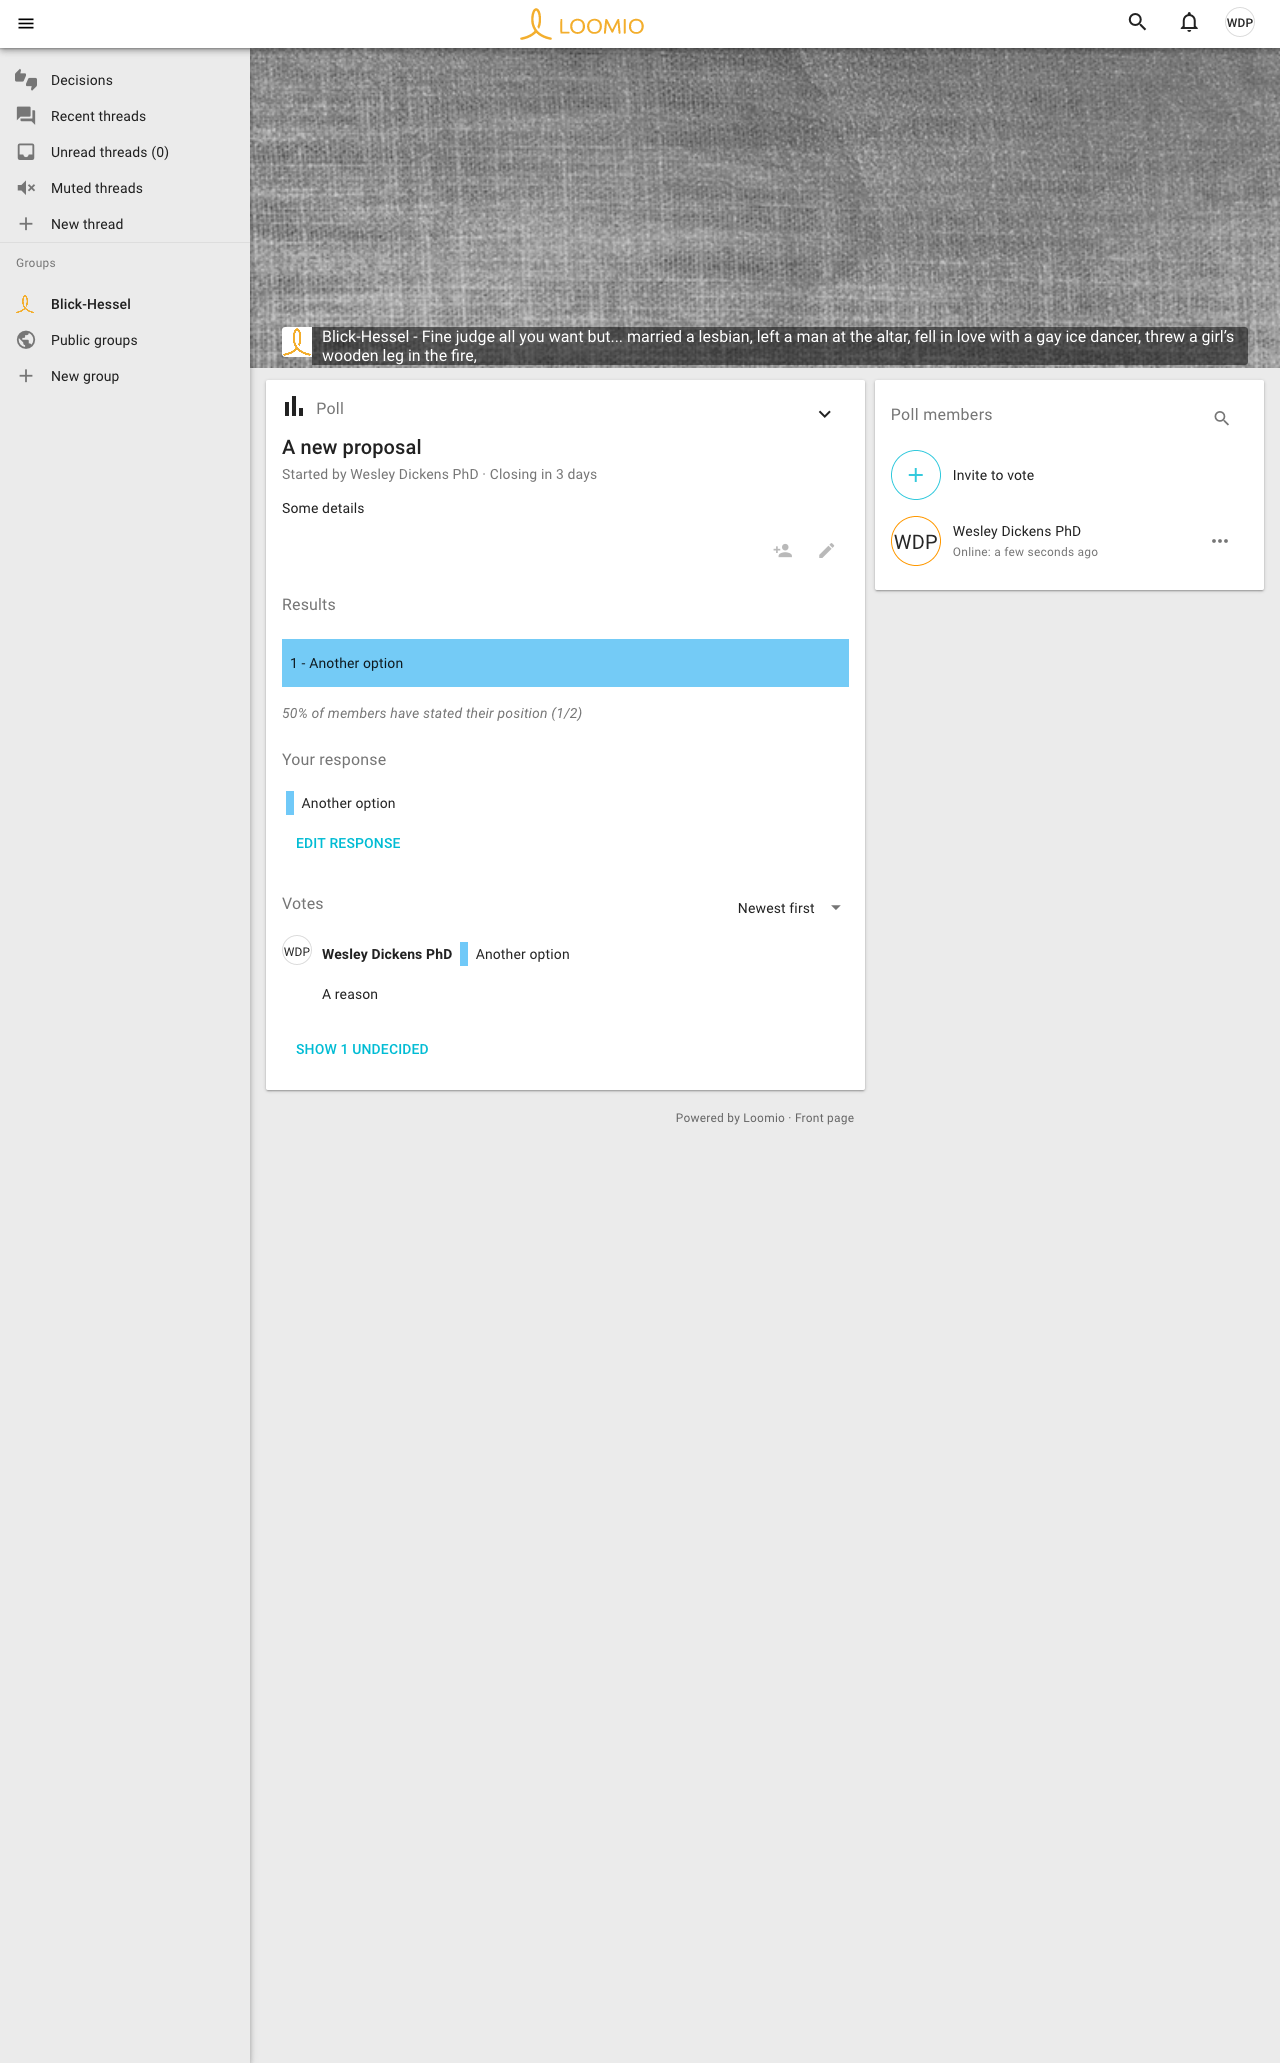 LOOMIO
WDP
Decisions
Recent threads
Unread threads (0)
Muted threads
New thread
Groups
Blick-Hessel
Public groups
New group
Blick-Hessel - Fine judge all you want but... married a lesbian, left a man at the altar, fell in love with a gay ice dancer, threw a girl's
wooden leg in the fire,
Poll
A new proposal
Started by Wesley Dickens PhD · Closing in 3 days
Some details
Results
1 - Another option
50% of members have stated their position (1/2)
Your response
Another option
EDIT RESPONSE
Votes
Newest first
WDP Wesley Dickens PhD Another option
A reason
SHOW 1 UNDECIDED
Poll members
Invite to vote
WDP
Wesley Dickens PhD
Online: a few seconds ago
Powered by Loomio · Front page